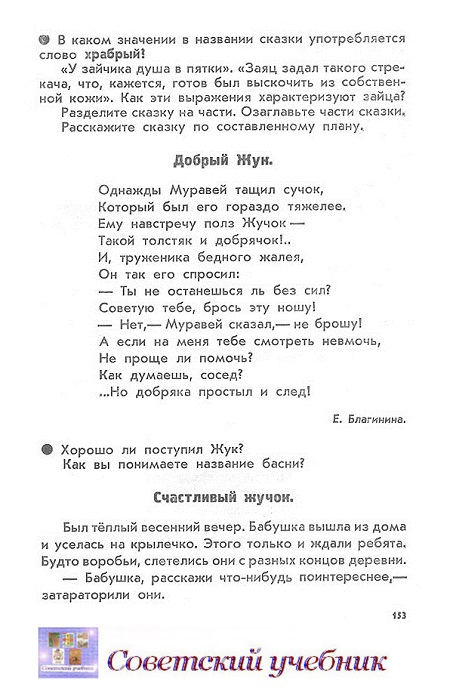 В каком значении в названии сказки употребляется
слово храбрый?
«У зайчика душа в пятки». «Заяц задал такого стре-
кача, что, кажется, готов был выскочить из собствен-
ной кожи». Как эти выражения характеризуют зайца?
Разделите сказку на части. Озаглавьте части сказки.
Расскажите сказку по составленному плану.
Добрый Жук.
Однажды Муравей тащил сучок,
Который был его гораздо тяжелее.
Ему навстречу полз Жучок —
Такой толстяк и добрячок!..
И, труженика бедного жалея,
Он так его спросил:
— Ты не останешься ль без сил?
Советую тебе, брось эту ношу!
— Нет,— Муравей сказал,— не брошу!
А если на меня тебе смотреть невмочь,
Не проще ли помочь?
Как думаешь, сосед?
...Но добряка простыл и след!
Е. Благинина.
Хорошо ли поступил Жук?
Как вы понимаете название басни?
Счастливый жучок.
Был тёплый весенний вечер. Бабушка вышла из дома
и уселась на крылечко. Этого только и ждали ребята.
Будто воробьи, слетелись они с разных концов деревни.
— Бабушка, расскажи что-нибудь поинтереснее,—
затараторили они.
153
Советский учебник